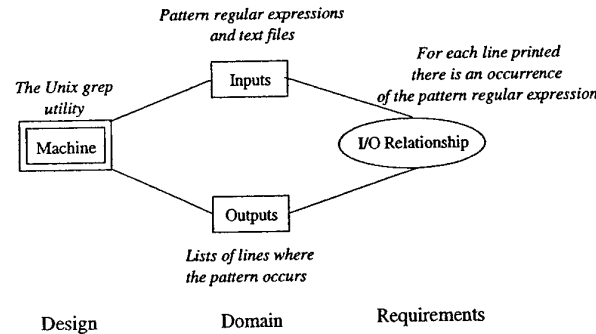 Pattern regular expressions
and text files
For each line printed
there is an occurrence
of the pattern regular expression
The Unix grep
utility
Inputs
Machine
I/O Relationship
Outputs
Lists of lines where
the pattern occurs
Design
Domain
Requirements